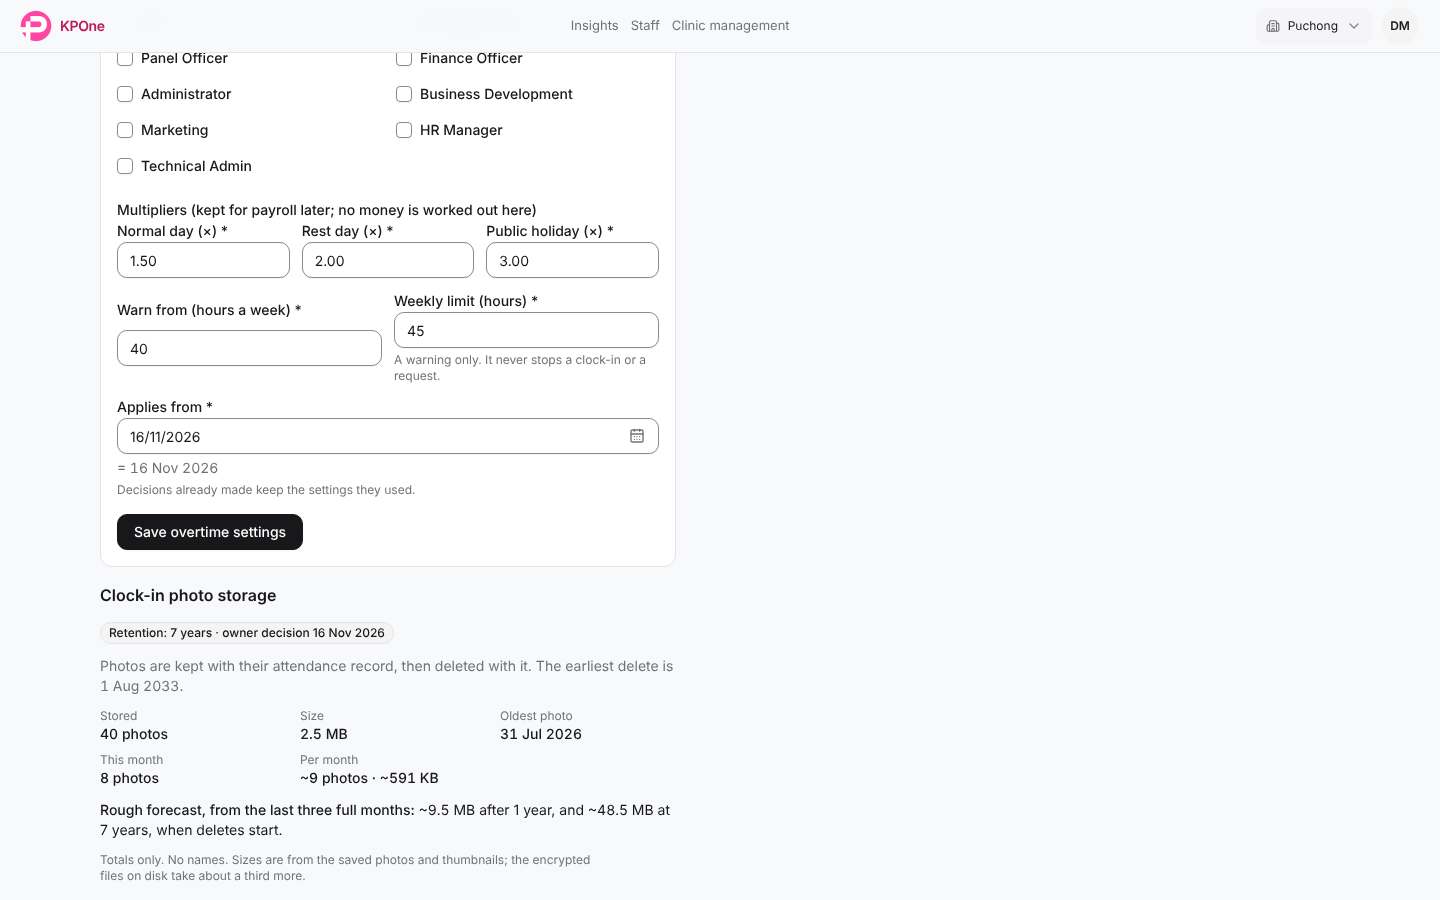 KPOne
Insights Staff Clinic management
Puchong
DM
Panel Officer
Finance Officer
Administrator
Business Development
Marketing
HR Manager
Technical Admin
Multipliers (kept for payroll later; no money is worked out here)
Normal day (×) *
Rest day (×) *
Public holiday (×) *
1.50
2.00
3.00
Warn from (hours a week) *
Weekly limit (hours) *
40
45
A warning only. It never stops a clock-in or a
request.
Applies from *
16/11/2026
= 16 Nov 2026
Decisions already made keep the settings they used.
Save overtime settings
Clock-in photo storage
Retention: 7 years · owner decision 16 Nov 2026
Photos are kept with their attendance record, then deleted with it. The earliest delete is
1 Aug 2033.
Stored
Size
Oldest photo
40 photos
2.5 MB
31 Jul 2026
This month
Per month
8 photos
~9 photos · ~591 KB
Rough forecast, from the last three full months: ~9.5 MB after 1 year, and ~48.5 MB at
7 years, when deletes start.
Totals only. No names. Sizes are from the saved photos and thumbnails; the encrypted
files on disk take about a third more.